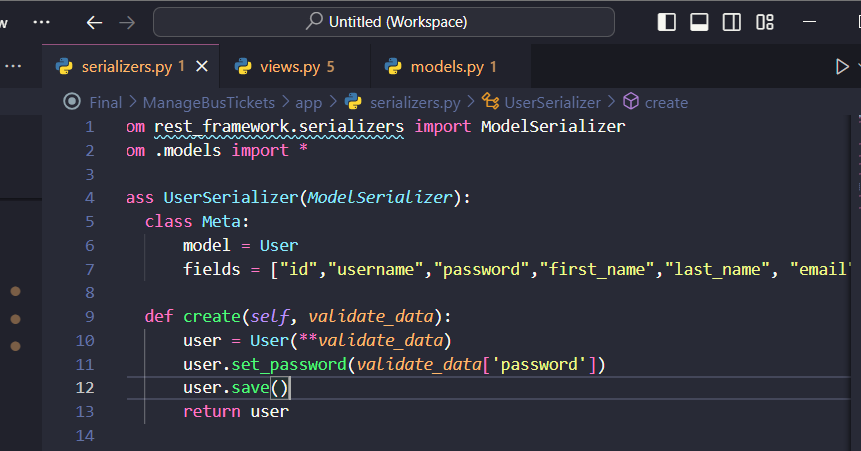 w ··· ← → Untitled (Workspace)
··· serializers.py 1 × views.py 5 models.py 1
Final > ManageBusTickets > app > serializers.py > UserSerializer > create
1 om rest_framework.serializers import ModelSerializer
2 om .models import *
3
4 ass UserSerializer(ModelSerializer):
5 class Meta:
6 model = User
7 fields = ["id","username","password","first_name","last_name", "email"
8
9 def create(self, validate_data):
10 user = User(**validate_data)
11 user.set_password(validate_data['password'])
12 user.save()
13 return user
14